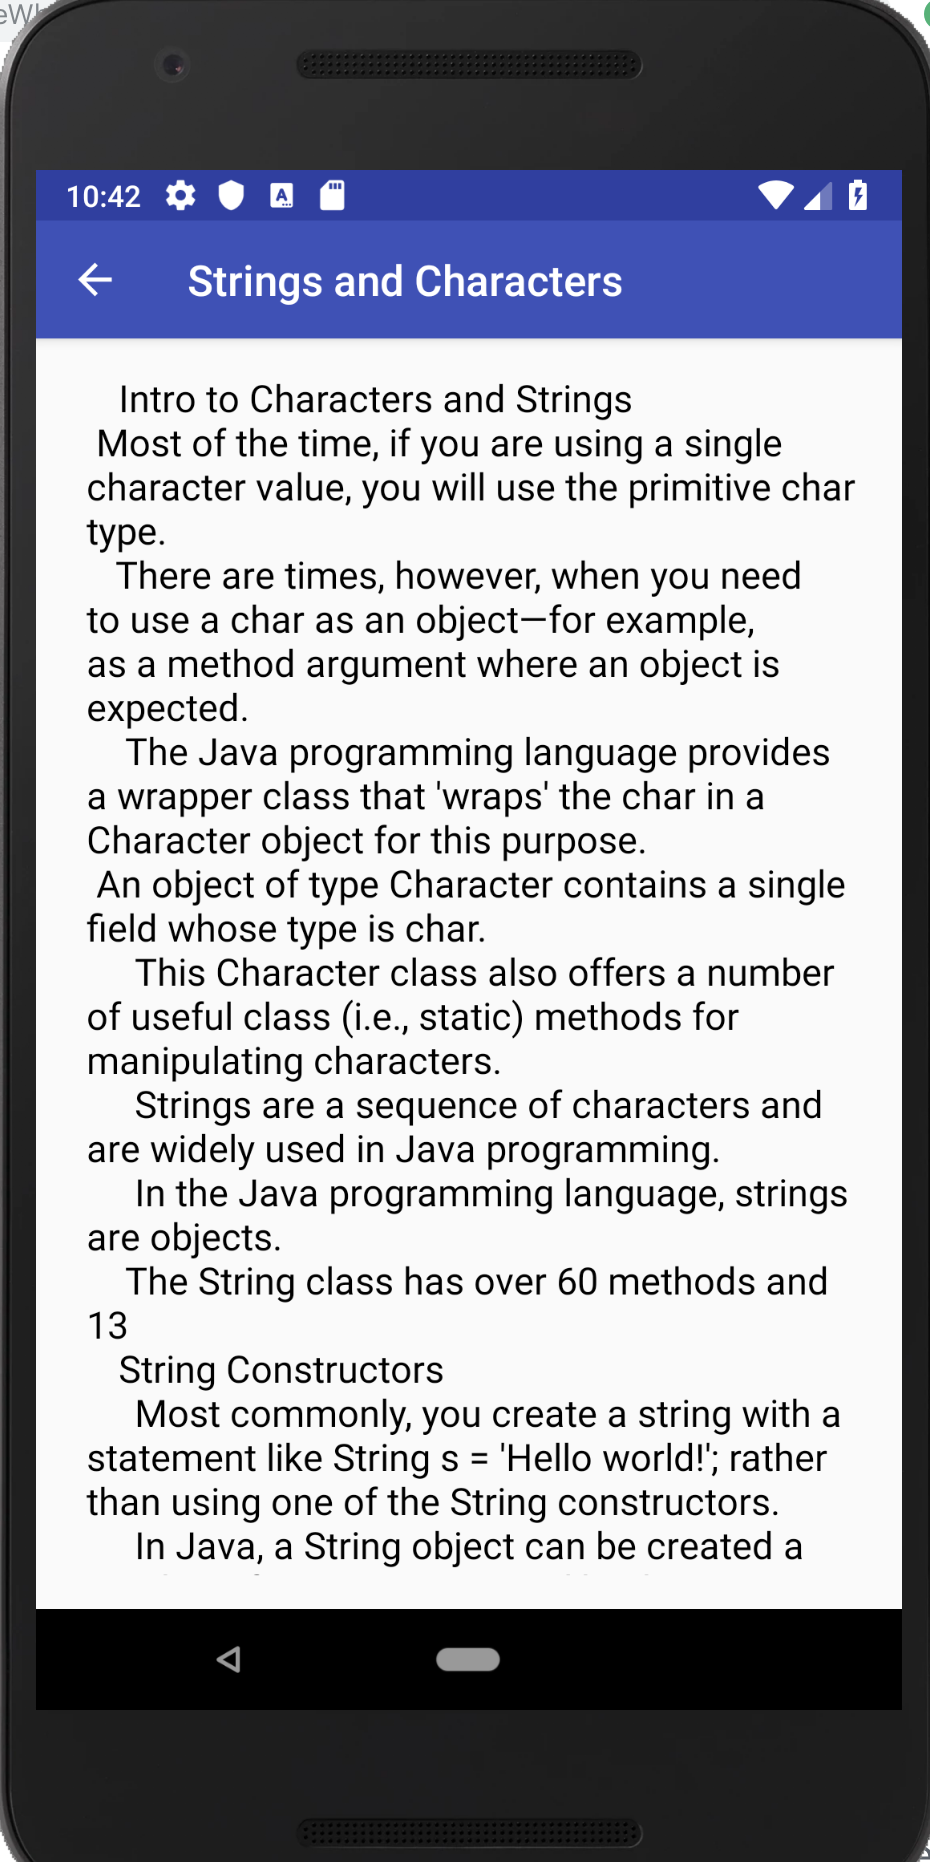 10:42
Strings and Characters
Intro to Characters and Strings
Most of the time, if you are using a single
character value, you will use the primitive char
type.
There are times, however, when you need
to use a char as an object—for example,
as a method argument where an object is
expected.
The Java programming language provides
a wrapper class that 'wraps' the char in a
Character object for this purpose.
An object of type Character contains a single
field whose type is char.
This Character class also offers a number
of useful class (i.e., static) methods for
manipulating characters.
Strings are a sequence of characters and
are widely used in Java programming.
In the Java programming language, strings
are objects.
The String class has over 60 methods and
13
String Constructors
Most commonly, you create a string with a
statement like String s = 'Hello world!'; rather
than using one of the String constructors.
In Java, a String object can be created a